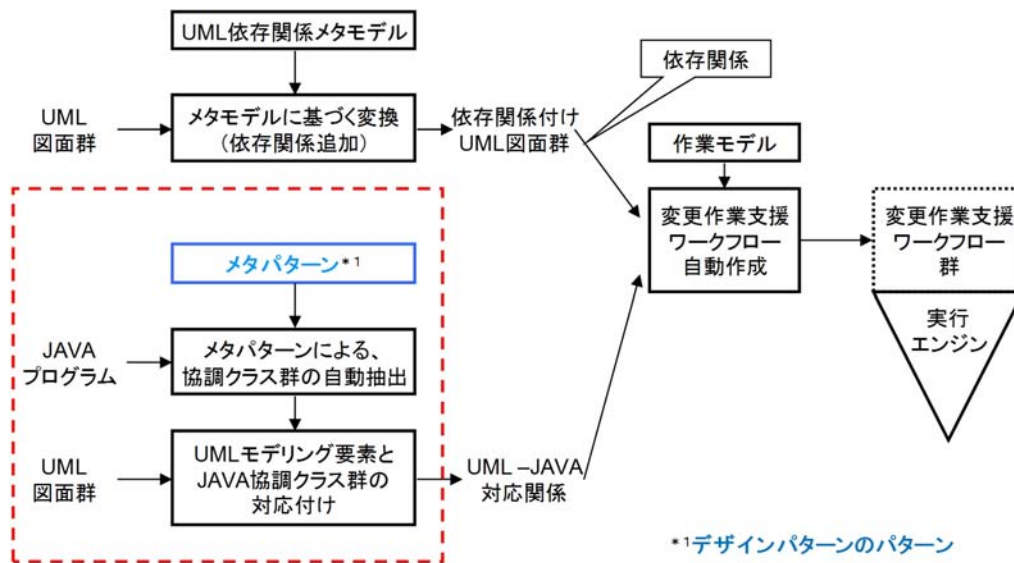 UML依存関係メタモデル
依存関係
UML
図面群
メタモデルに基づく変換
(依存関係追加)
依存関係付け
UML図面群
作業モデル
変更作業支援
ワークフロー
自動作成
変更作業支援
ワークフロー
群
実行
エンジン
メタパターン*1
JAVA
プログラム
メタパターンによる、
協調クラス群の自動抽出
UML
図面群
UMLモデリング要素と
JAVA協調クラス群の
対応付け
UML –JAVA
対応関係
*1デザインパターンのパターン